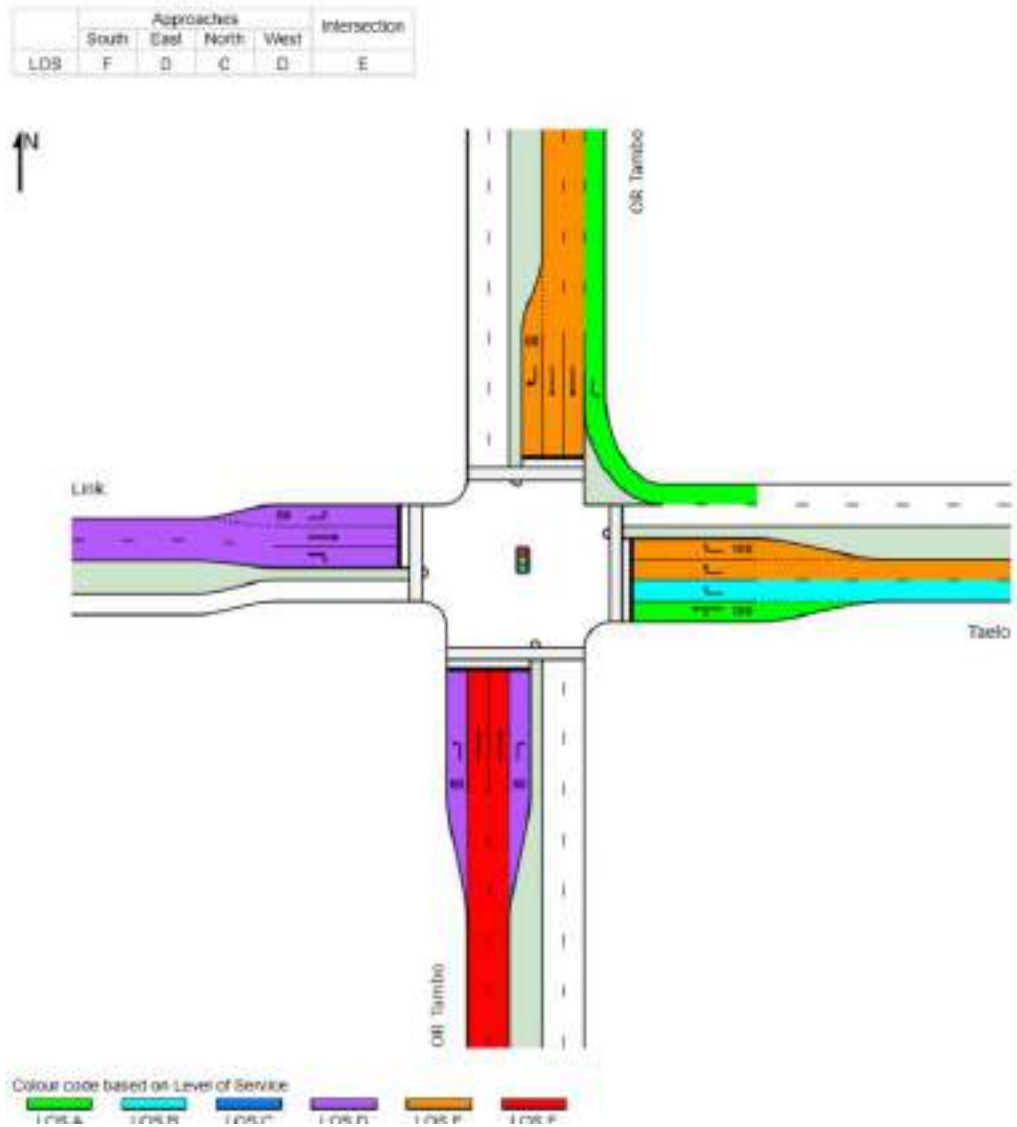 Approaches
Intersection
South East North West
LOS F D C D E
N
OR Tambo
Link
Taelo
OR Tambo
Colour code based on Level of Service
LOS A LOS B LOS C LOS D LOS E LOS F